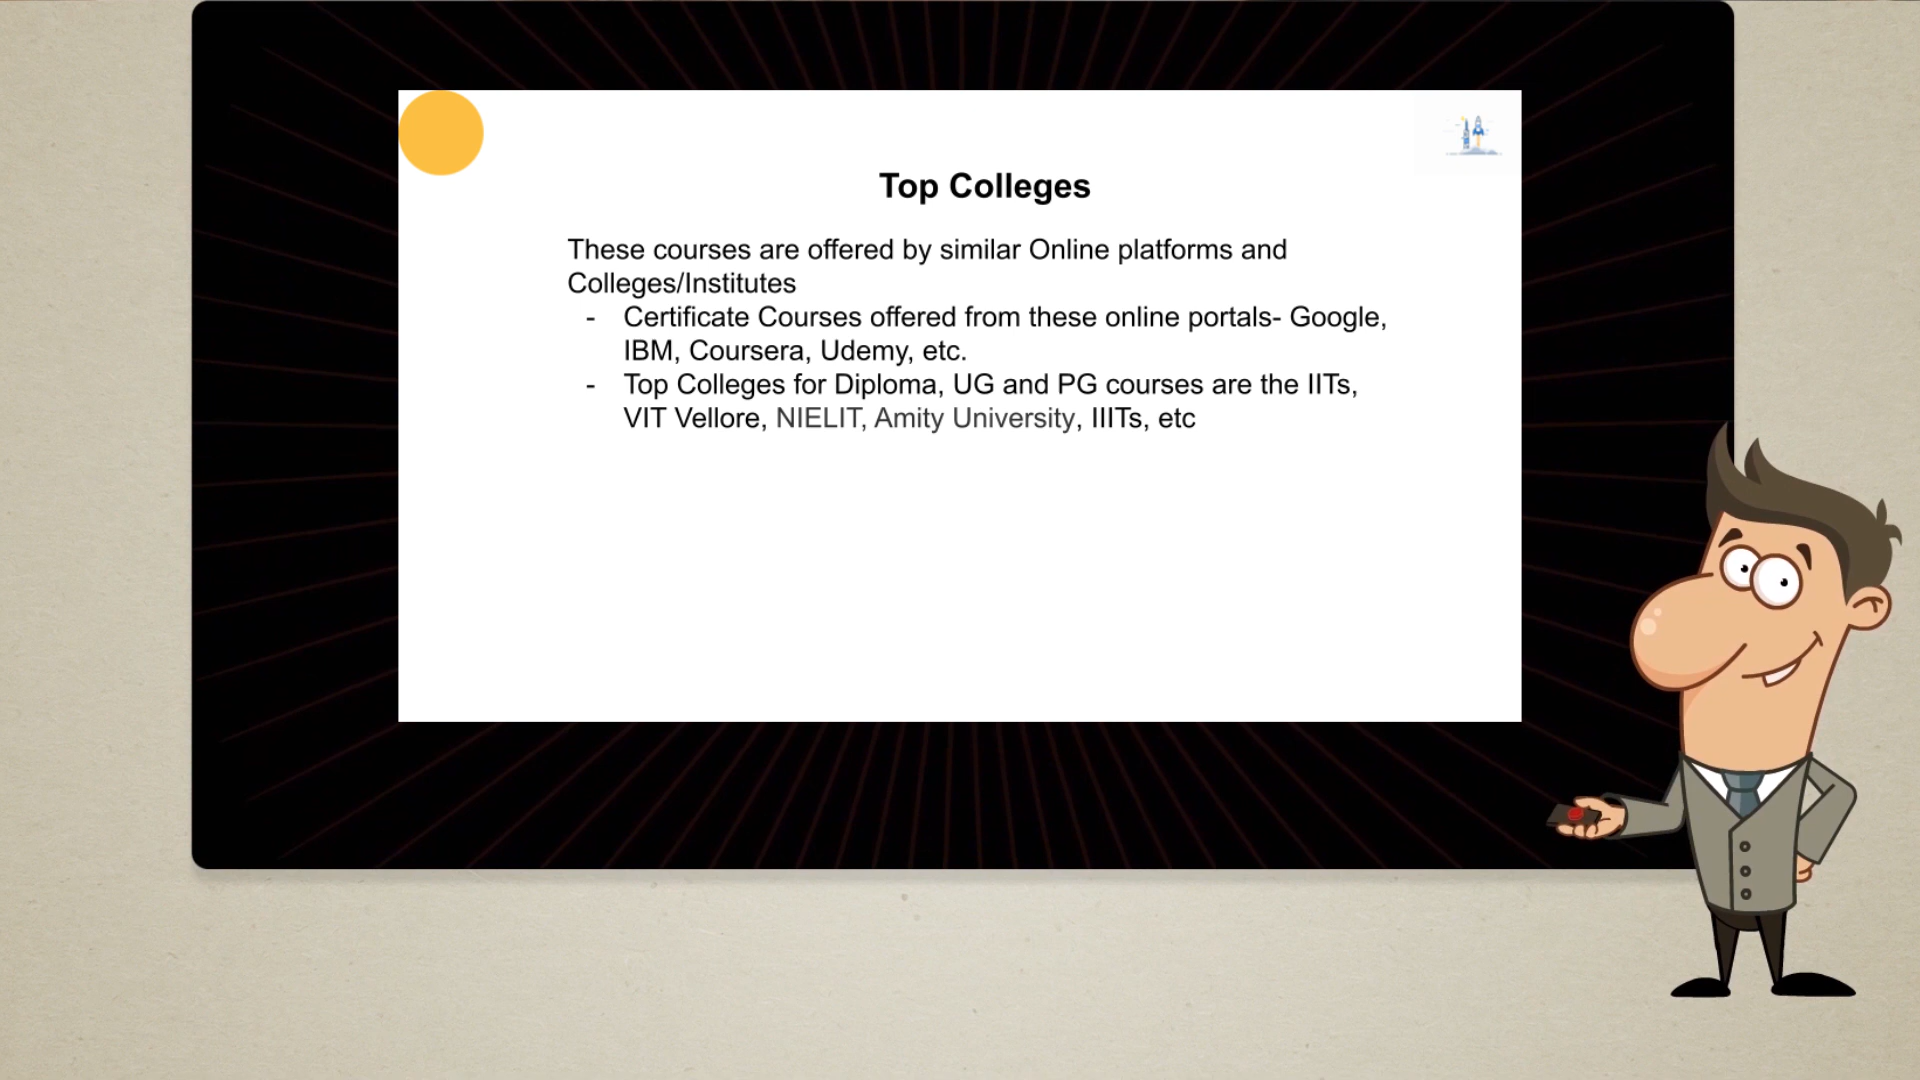 Top Colleges
These courses are offered by similar Online platforms and
Colleges/Institutes
- Certificate Courses offered from these online portals- Google,
IBM, Coursera, Udemy, etc.
- Top Colleges for Diploma, UG and PG courses are the IITs,
VIT Vellore, NIELIT, Amity University, IIITs, etc